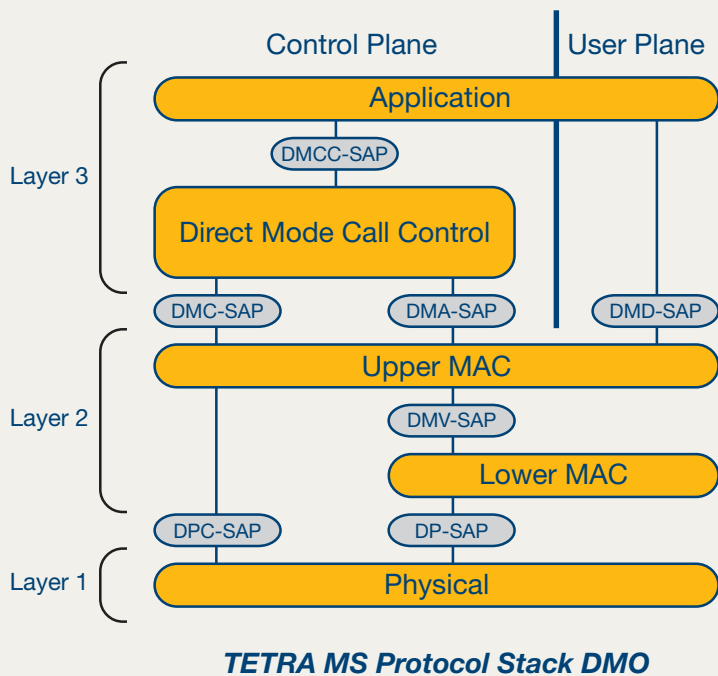 Control Plane
User Plane
Application
DMCC-SAP
Layer 3
Direct Mode Call Control
DMC-SAP
DMA-SAP
DMD-SAP
Upper MAC
Layer 2
DMV-SAP
Lower MAC
DPC-SAP
DP-SAP
Layer 1
Physical
TETRA MS Protocol Stack DMO